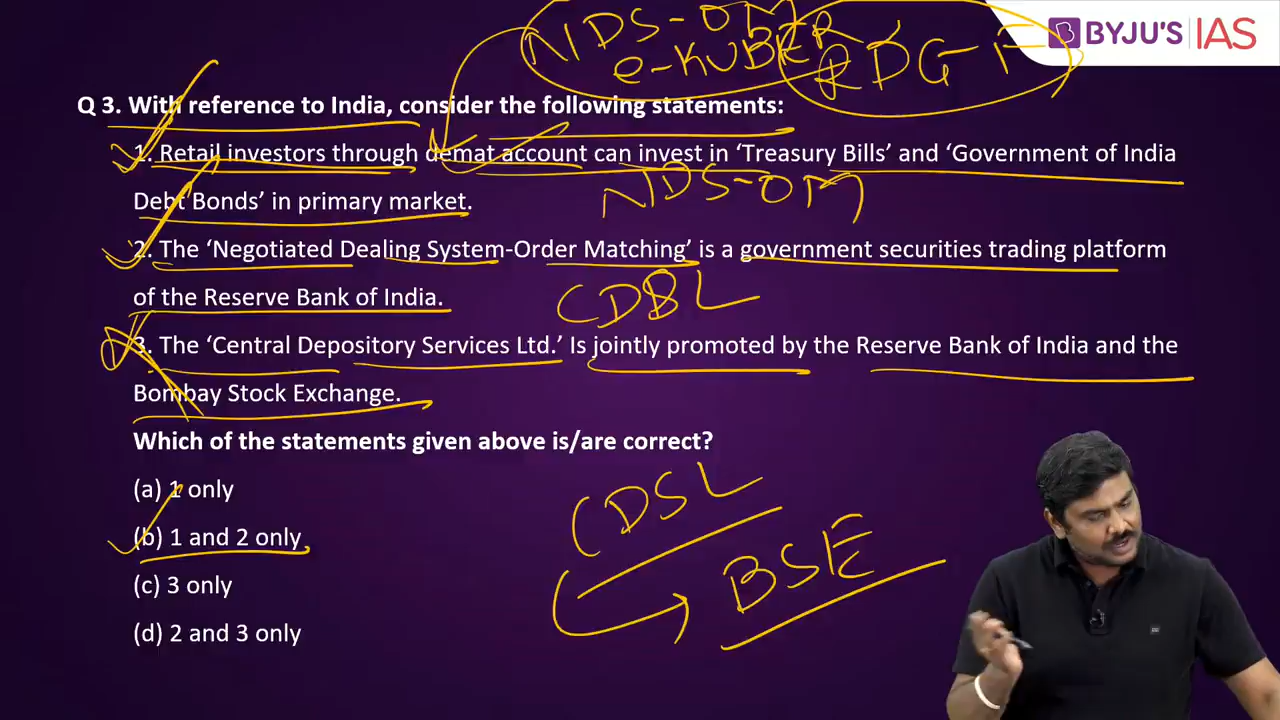 NDS-OM
e-KUBER
RDG-F
BYJU'S IAS
Q 3. With reference to India, consider the following statements:
1. Retail investors through demat account can invest in ‘Treasury Bills’ and ‘Government of India
Debt Bonds’ in primary market.
NDS-OM
2. The ‘Negotiated Dealing System-Order Matching’ is a government securities trading platform
of the Reserve Bank of India.
CDBL
3. The ‘Central Depository Services Ltd.’ Is jointly promoted by the Reserve Bank of India and the
Bombay Stock Exchange.
Which of the statements given above is/are correct?
(a) 1 only
CDSL
(b) 1 and 2 only
BSE
(c) 3 only
(d) 2 and 3 only